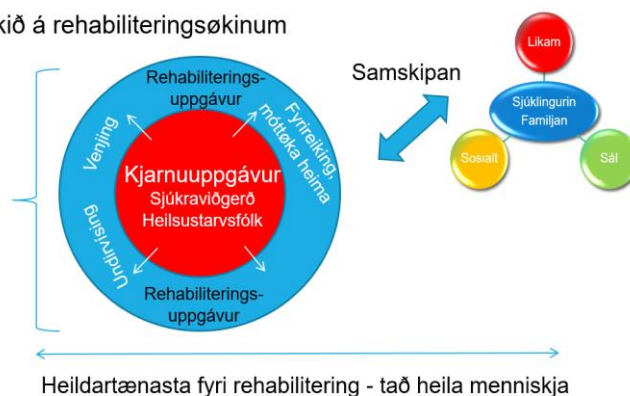 kið á rehabiliteringsøkinum
Rehabiliterings-
uppgávur
Venjing
Fyrireiking,
móttøka heima
Kjarnuuppgávur
Sjúkraviðgerð
Heilsustarvsfólk
Undirvísing
Rehabiliterings-
uppgávur
Samskipan
Likam
Sjúklingurin
Familjan
Sosialt
Sál
Heildartænasta fyri rehabilitering - tað heila menniskja